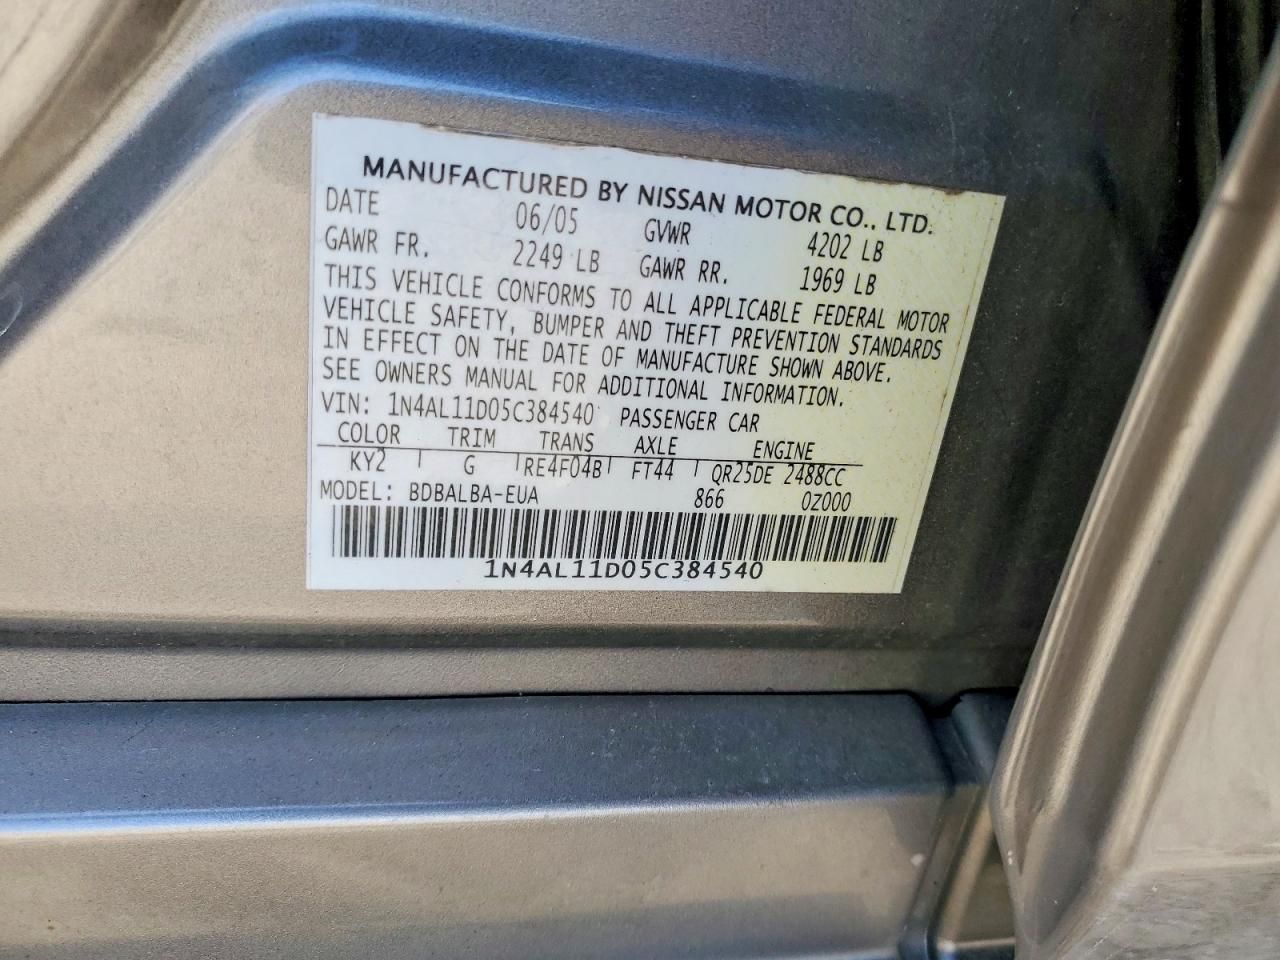 MANUFACTURED BY NISSAN MOTOR CO., LTD.
DATE 06/05 GVWR 4202 LB
GAWR FR. 2249 LB GAWR RR. 1969 LB
THIS VEHICLE CONFORMS TO ALL APPLICABLE FEDERAL MOTOR
VEHICLE SAFETY, BUMPER AND THEFT PREVENTION STANDARDS
IN EFFECT ON THE DATE OF MANUFACTURE SHOWN ABOVE.
SEE OWNERS MANUAL FOR ADDITIONAL INFORMATION.
VIN: 1N4AL11D05C384540 PASSENGER CAR
COLOR TRIM TRANS AXLE ENGINE
KY2 G RE4F04B FT44 QR25DE 2488CC
MODEL: BDBALBA-EUA 866 0Z000
1N4AL11D05C384540